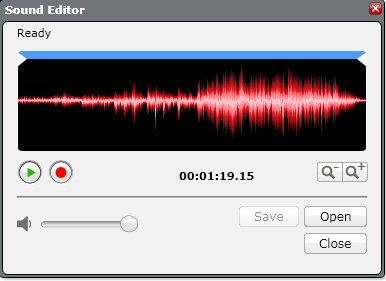 Sound Editor
Ready
00:01:19.15
Save
Open
Close